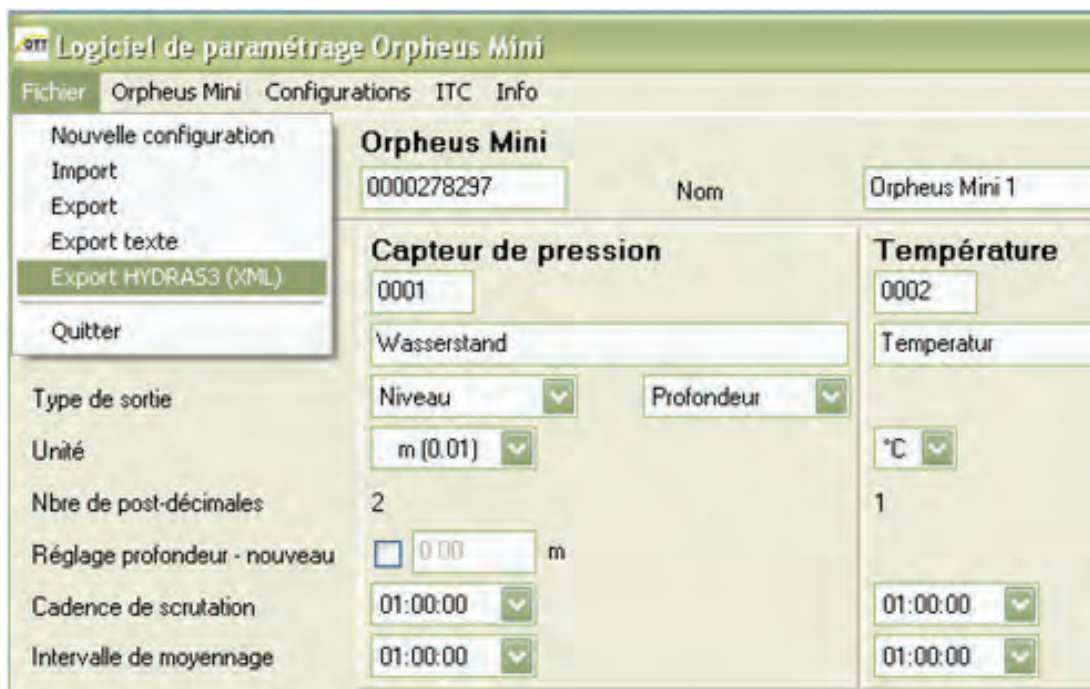 OTT Logiciel de paramétrage Orpheus Mini
Fichier Orpheus Mini Configurations ITC Info
Nouvelle configuration
Import
Export
Export texte
Export HYDRAS3 (XML)
Quitter
Orpheus Mini
0000278297 Nom Orpheus Mini 1
Capteur de pression Température
0001 0002
Wasserstand Temperatur
Type de sortie Niveau Profondeur
Unité m (0.01) °C
Nbre de post-décimales 2 1
Réglage profondeur - nouveau 0.00 m
Cadence de scrutation 01:00:00 01:00:00
Intervalle de moyennage 01:00:00 01:00:00